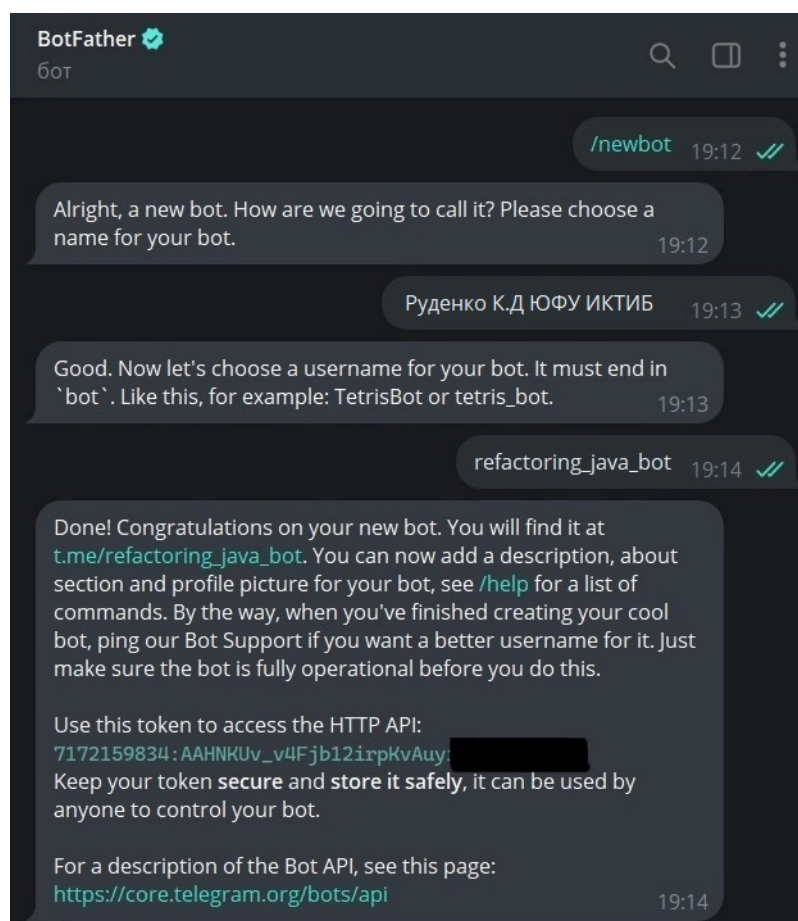 BotFather
бот
/newbot 19:12
Alright, a new bot. How are we going to call it? Please choose a
name for your bot. 19:12
Руденко К.Д ЮФУ ИКТИБ 19:13
Good. Now let's choose a username for your bot. It must end in
`bot`. Like this, for example: TetrisBot or tetris_bot. 19:13
refactoring_java_bot 19:14
Done! Congratulations on your new bot. You will find it at
t.me/refactoring_java_bot. You can now add a description, about
section and profile picture for your bot, see /help for a list of
commands. By the way, when you've finished creating your cool
bot, ping our Bot Support if you want a better username for it. Just
make sure the bot is fully operational before you do this.
Use this token to access the HTTP API:
7172159834:AAHNKUv_v4Fjb12irpKvAuy
Keep your token secure and store it safely, it can be used by
anyone to control your bot.
For a description of the Bot API, see this page:
https://core.telegram.org/bots/api 19:14